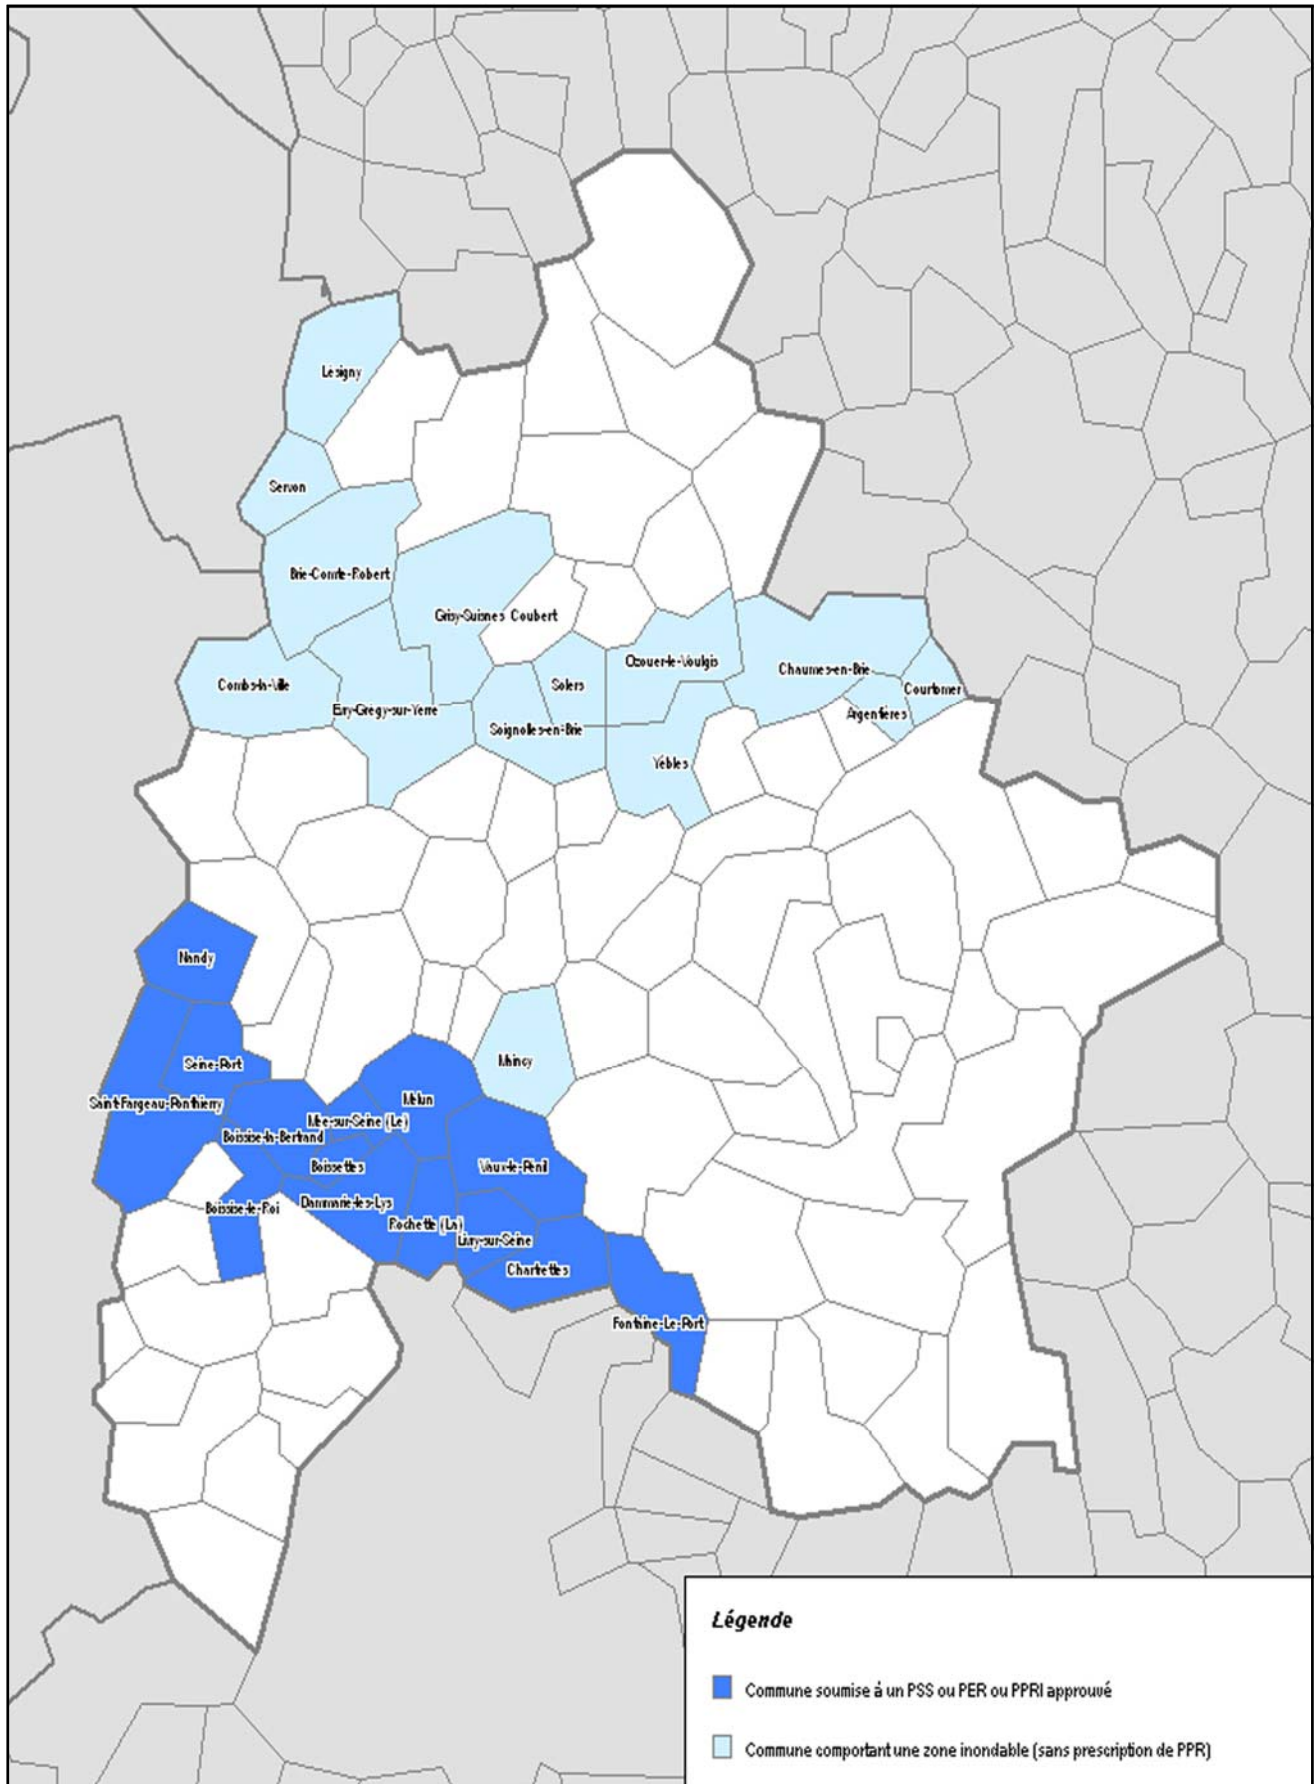 Lésigny
Servon
Brie-Comte-Robert
Grisy-Suisnes
Coubert
Combs-la-Ville
Evry-Grégy-sur-Yerre
Solers
Ozouer-le-Voulgis
Chaumes-en-Brie
Courtomer
Argentières
Soignolles-en-Brie
Yèbles
Nandy
Seine-Port
Saint-Fargeau-Ponthierry
Maincy
Melun
Mée-sur-Seine (Le)
Boissise-la-Bertrand
Boissettes
Vaux-le-Pénil
Boissise-le-Roi
Dammarie-les-Lys
Rochette (La)
Livry-sur-Seine
Chartrettes
Fontaine-Le-Port
Légende
Commune soumise à un PSS ou PER ou PPRI approuvé
Commune comportant une zone inondable (sans prescription de PPR)